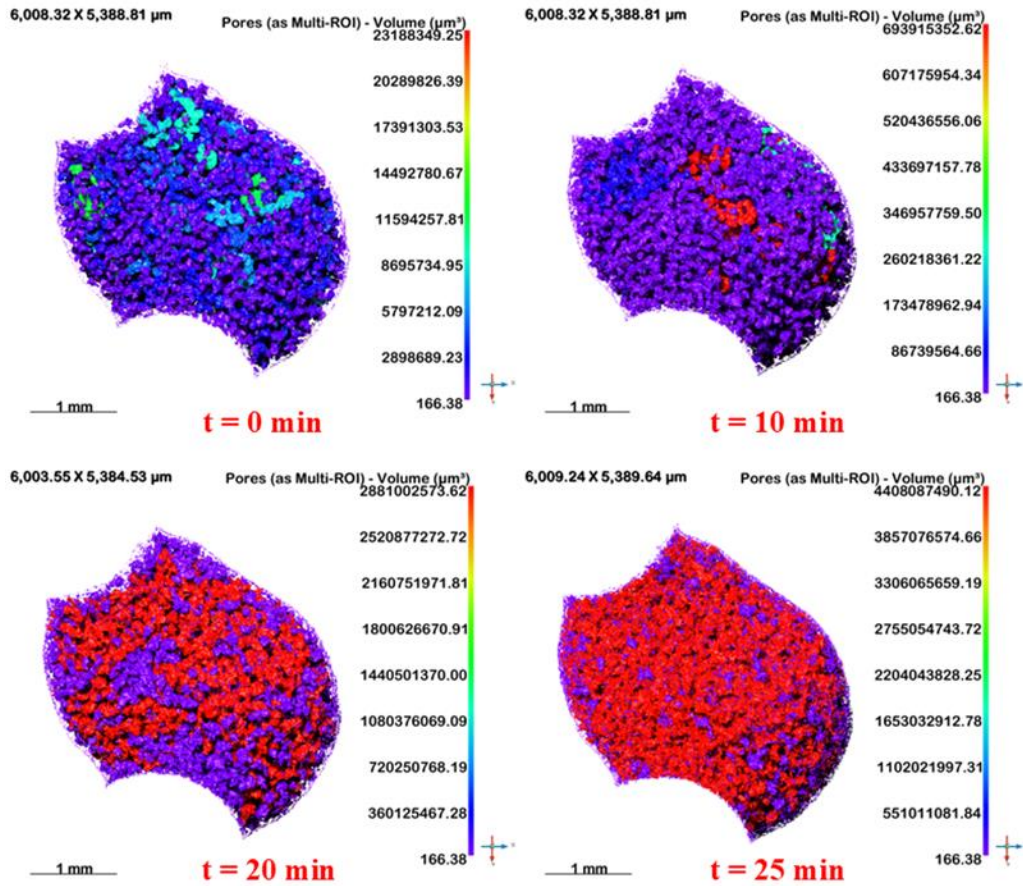 6,008.32 X 5,388.81 µm
Pores (as Multi-ROI) - Volume (µm³)
23188349.25
20289826.39
17391303.53
14492780.67
11594257.81
8695734.95
5797212.09
2898689.23
166.38
1 mm
t = 0 min
6,008.32 X 5,388.81 µm
Pores (as Multi-ROI) - Volume (µm³)
693915352.62
607175954.34
520436556.06
433697157.78
346957759.50
260218361.22
173478962.94
86739564.66
166.38
1 mm
t = 10 min
6,003.55 X 5,384.53 µm
Pores (as Multi-ROI) - Volume (µm³)
2881002573.62
2520877272.72
2160751971.81
1800626670.91
1440501370.00
1080376069.09
720250768.19
360125467.28
166.38
1 mm
t = 20 min
6,009.24 X 5,389.64 µm
Pores (as Multi-ROI) - Volume (µm³)
4408087490.12
3857076574.66
3306065659.19
2755054743.72
2204043828.25
1653032912.78
1102021997.31
551011081.84
166.38
1 mm
t = 25 min